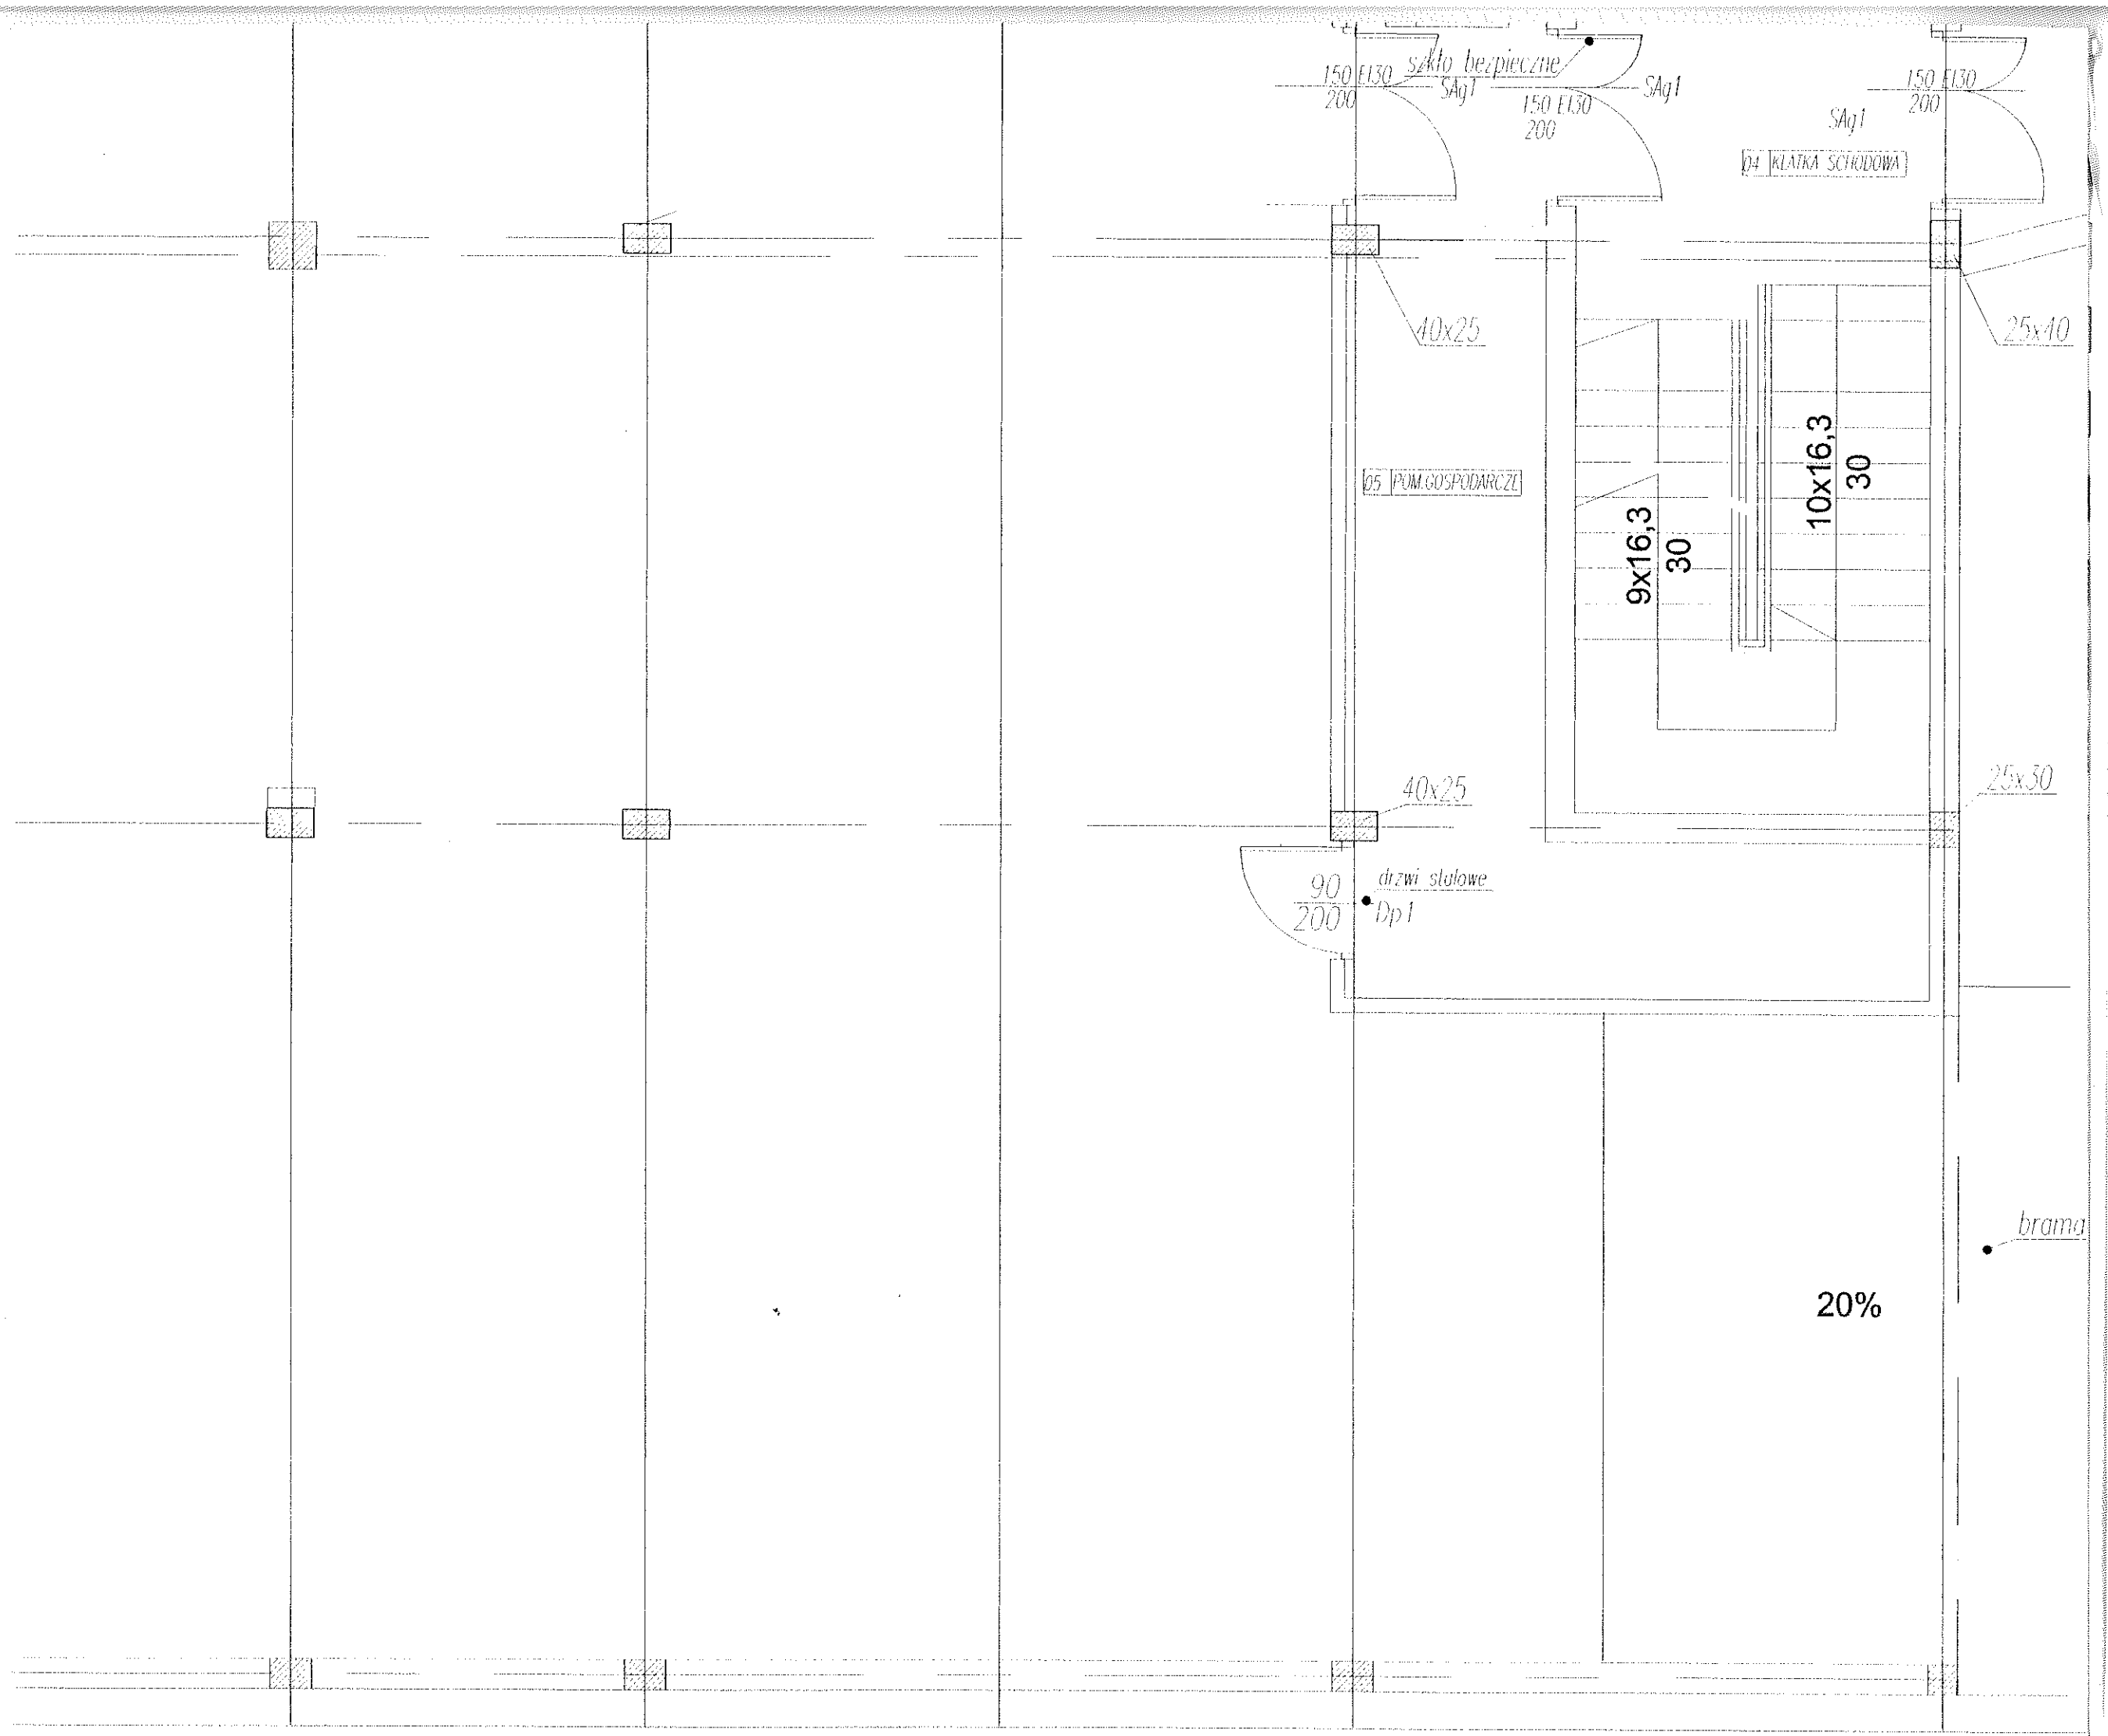 szkło bezpieczne
150 EI30
200
SAg1
150 EI30
200
SAg1
150 EI30
200
SAg1
04 KLATKA SCHODOWA
40x25
25x40
10x16,3
30
05 POM.GOSPODARCZE
9x16,3
30
40x25
25x30
90
200
drzwi stalowe
Dp1
brama
20%